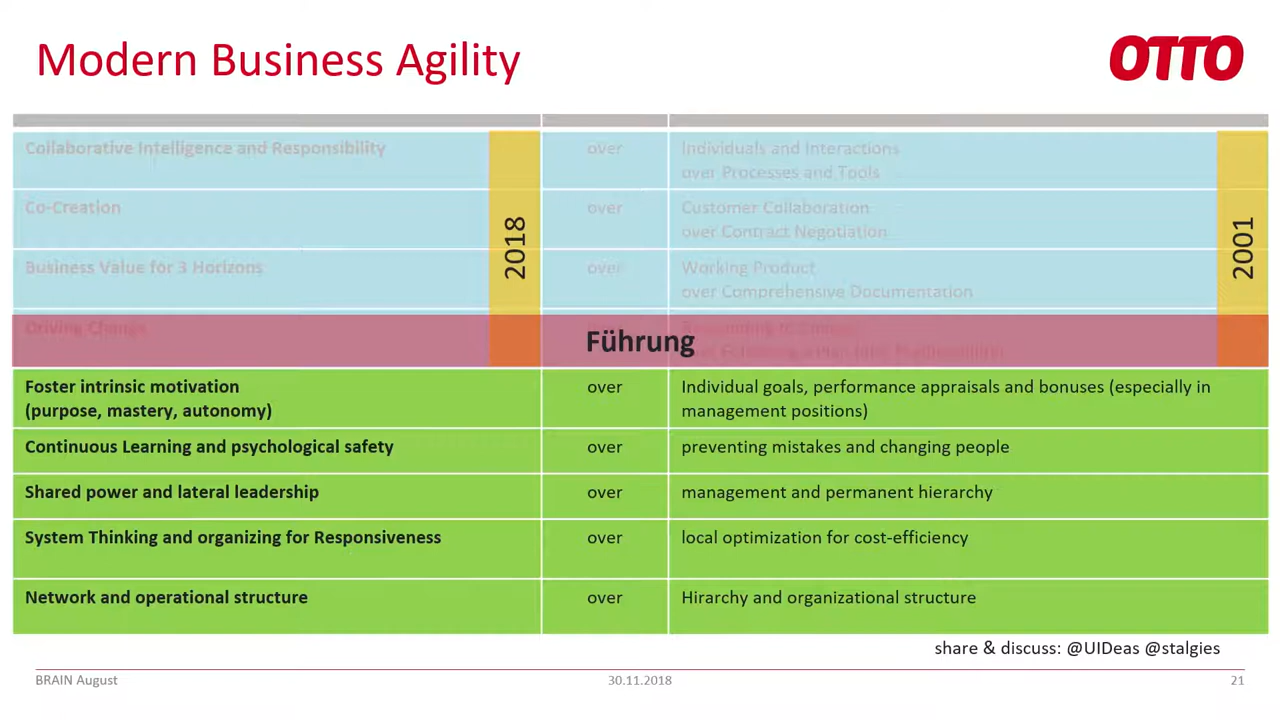 Modern Business Agility
OTTO
Collaborative Intelligence and Responsibility
over
Individuals and Interactions
over Processes and Tools
Co-Creation
over
Customer Collaboration
over Contract Negotiation
Business Value for 3 Horizons
over
Working Product
over Comprehensive Documentation
2018
2001
Driving Change
Führung
Foster intrinsic motivation
(purpose, mastery, autonomy)
over
Individual goals, performance appraisals and bonuses (especially in
management positions)
Continuous Learning and psychological safety
over
preventing mistakes and changing people
Shared power and lateral leadership
over
management and permanent hierarchy
System Thinking and organizing for Responsiveness
over
local optimization for cost-efficiency
Network and operational structure
over
Hirarchy and organizational structure
share & discuss: @UIDeas @stalgies
BRAIN August
30.11.2018
21